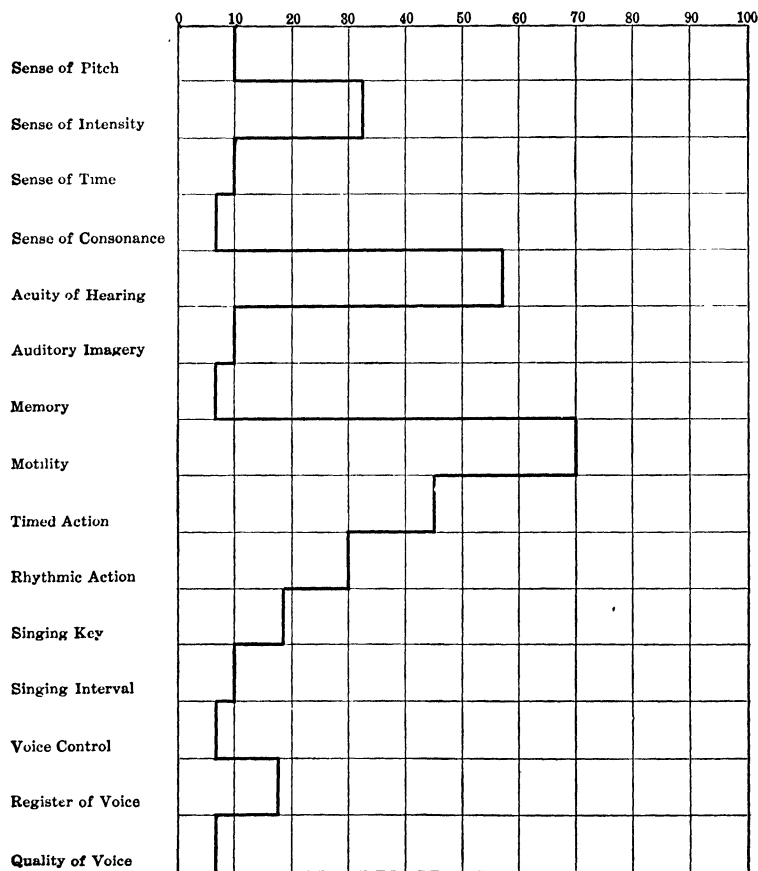 0 10 20 30 40 50 60 70 80 90 100
Sense of Pitch
Sense of Intensity
Sense of Time
Sense of Consonance
Acuity of Hearing
Auditory Imagery
Memory
Motility
Timed Action
Rhythmic Action
Singing Key
Singing Interval
Voice Control
Register of Voice
Quality of Voice